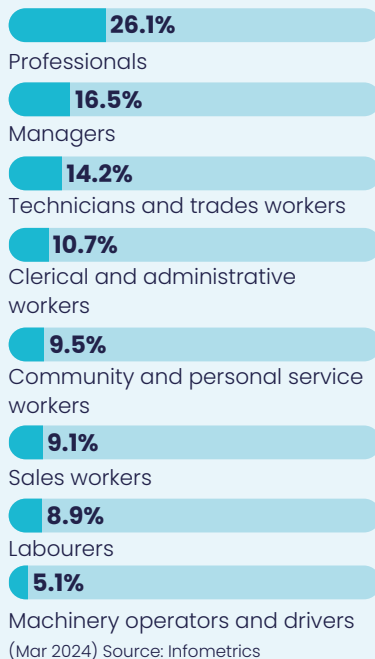 26.1%
Professionals
16.5%
Managers
14.2%
Technicians and trades workers
10.7%
Clerical and administrative
workers
9.5%
Community and personal service
workers
9.1%
Sales workers
8.9%
Labourers
5.1%
Machinery operators and drivers
(Mar 2024) Source: Infometrics